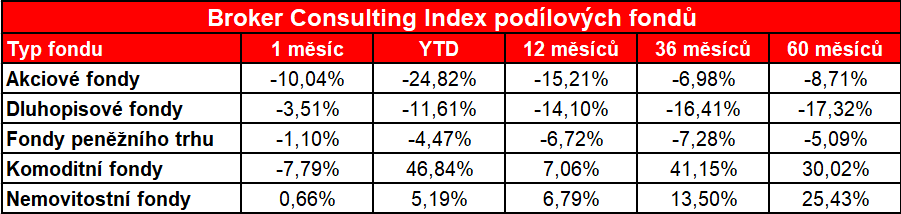 Broker Consulting Index podílových fondů
Typ fondu 1 měsíc YTD 12 měsíců 36 měsíců 60 měsíců
Akciové fondy -10,04% -24,82% -15,21% -6,98% -8,71%
Dluhopisové fondy -3,51% -11,61% -14,10% -16,41% -17,32%
Fondy peněžního trhu -1,10% -4,47% -6,72% -7,28% -5,09%
Komoditní fondy -7,79% 46,84% 7,06% 41,15% 30,02%
Nemovitostní fondy 0,66% 5,19% 6,79% 13,50% 25,43%